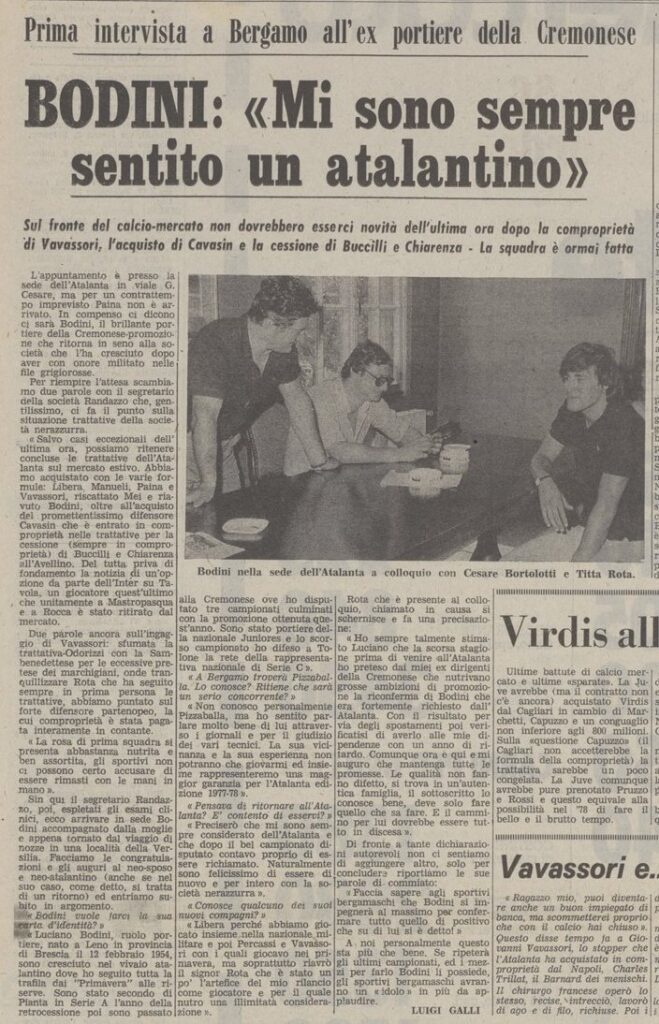 Prima intervista a Bergamo all'ex portiere della Cremonese
BODINI: «Mi sono sempre
sentito un atalantino»
Sul fronte del calcio-mercato non dovrebbero esserci novità dell'ultima ora dopo la comproprietà
di Vavassori, l'acquisto di Cavasin e la cessione di Buccilli e Chiarenza - La squadra è ormai fatta
L'appuntamento è presso la
sede dell'Atalanta in viale G.
Cesare, ma per un contrattem
po imprevisto Paina non è ar-
rivato. In compenso ci dicono
ci sarà Bodini, il brillante por-
tiere della Cremonese-promozio-
ne che ritorna in seno alla so-
cietà che l'ha cresciuto dopo
aver con onore militato nelle
file grigiorosse.
Per riempire l'attesa scambia-
mo due parole con il segretario
della società Randazzo che, gen-
tilissimo, ci fa il punto sulla
situazione trattative della so-
cietà nerazzurra.
«Salvo casi eccezionali dell'
ultima ora, possiamo ritenere
concluse le trattative dell'Ata-
lanta sul mercato estivo. Abbia-
mo acquistato con le varie for-
mule: Libera, Manueli, Paina e
Vavassori, riscattato Mei e ria-
vuto Bodini, oltre all'acquisto
del promettentissimo difensore
Cavasin che è entrato in com-
proprietà nelle trattative per la
cessione (sempre in compro-
prietà) di Buccilli e Chiarenza
all'Avellino. Del tutto priva di
fondamento la notizia di un'op-
zione da parte dell'Inter su Ta-
vola, un giocatore quest'ultimo
che unitamente a Mastropasqua
e a Rocca è stato ritirato dal
mercato.
Due parole ancora sull'ingag-
gio di Vavassori: sfumata la
trattativa-Odorizzi con la Sam-
benedettese per le eccessive pre-
tese dei marchigiani, onde tran-
quillizzare Rota che ha seguito
sempre in prima persona le
trattative, abbiamo puntato sul
forte difensore partenopeo, la
cui comproprietà è stata paga-
ta interamente in contante.
«La rosa di prima squadra si
presenta abbastanza nutrita e
ben assortita, gli sportivi non
ci possono certo accusare di
essere rimasti con le mani in
mano».
Sin qui il segretario Randaz-
zo, poi, espletati gli esami cli-
nici, ecco arrivare in sede Bo-
dini accompagnato dalla moglie
e appena tornato dal viaggio di
nozze in una località della Ver-
silia. Facciamo le congratula-
zioni e gli auguri al neo-sposo
e neo-atalantino (anche se nel
suo caso, come detto, si tratta
di un ritorno) ed entriamo su-
bito in argomento.
«Bodini vuole farci la sua
carta d'identità?»
«Luciano Bodini, ruolo por-
tiere, nato a Leno in provincia
di Brescia il 12 febbraio 1954,
sono cresciuto nel vivaio ata-
lantino dove ho seguito tutta la
trafila dai "Primavera" alle ri-
serve. Sono stato secondo di
Pianta in Serie A l'anno della
retrocessione poi sono passato
Bodini nella sede dell'Atalanta a colloquio con Cesare Bortolotti e Titta Rota.
alla Cremonese ove ho dispu-
tato tre campionati culminati
con la promozione ottenuta que-
st'anno. Sono stato portiere del-
la nazionale Juniores e lo scorso
campionato ho difeso a To-
lone la rete della rappresenta-
tiva nazionale di Serie C».
«A Bergamo troverà Pizzabal-
la. Lo conosce? Ritiene che sarà
un serio concorrente?»
«Non conosco personalmente
Pizzaballa, ma ho sentito par-
lare molto bene di lui attraver-
so i giornali e per il giudizio
dei vari tecnici. La sua vici-
nanza e la sua esperienza non
potranno che giovarmi ed insie-
me rappresenteremo una mag-
gior garanzia per l'Atalanta edi-
zione 1977-78».
«Pensava di ritornare all'Ata-
lanta? E' contento di esserci?»
«Preciserò che mi sono sem-
pre considerato dell'Atalanta e
che dopo il bel campionato di-
sputato contavo proprio di es-
sere richiamato. Naturalmente
sono felicissimo di essere di
nuovo e per intero con la so-
cietà nerazzurra».
«Conosce qualcuno dei suoi
nuovi compagni?»
«Libera perché abbiamo gio-
cato insieme nella nazionale mi-
litare e poi Percassi e Vavasso-
ri con i quali giocavo nei pri-
mavera, ma soprattutto riavrò
il signor Rota che è stato un
po' l'artefice del mio rilancio
come giocatore e per il quale
nutro una illimitata considera-
zione».
Rota che è presente al collo-
quio, chiamato in causa si
schernisce e fa una precisazio-
ne:
«Ho sempre talmente stima-
to Luciano che la scorsa stagio-
ne prima di venire all'Atalanta
ho preteso dai miei ex dirigenti
della Cremonese che nutrivano
grosse ambizioni di promozio-
ne la riconferma di Bodini che
era fortemente richiesto dall'
Atalanta. Con il risultato per
via degli spostamenti poi veri-
ficatisi di averlo alle mie di-
pendenze con un anno di ri-
tardo. Comunque ora e qui e mi
auguro che mantenga tutte le
promesse. Le qualità non fan-
no difetto, si trova in un'auten-
tica famiglia, il sottoscritto lo
conosce bene, deve solo fare
quello che sa fare. E il cammi-
no per lui dovrebbe essere tut-
to in discesa».
Di fronte a tante dichiarazio-
ni autorevoli non ci sentiamo
di aggiungere altro, solo per
concludere riportiamo le sue
parole di commiato:
«Faccia sapere agli sportivi
bergamaschi che Bodini si im-
pegnerà al massimo per confer-
mare tutto quello di positivo
che su di lui si è detto!»
A noi personalmente questo
sta più che bene. Se ripeterà
gli ultimi campionati, ed i mez-
zi per farlo Bodini li possiede,
gli sportivi bergamaschi avran-
no un «idolo» in più da ap-
plaudire.
LUIGI GALLI
Virdis all
Ultime battute di calcio mer-
cato e ultime «sparate». La Ju-
ve avrebbe (ma il contratto non
c'è ancora) acquistato Virdis
dal Cagliari in cambio di Mar-
chetti, Capuzzo e un conguaglio
non inferiore agli 800 milioni.
Sulla «questione Capuzzo» (il
Cagliari non accetterebbe la
formula della comproprietà) la
trattativa sarebbe un poco
congelata. La Juve comunque
avrebbe pure prenotato Pruzzo
e Rossi e questo equivale alla
possibilità nel '78 di fare il
bello e il brutto tempo.
Vavassori e..
«Ragazzo mio, puoi diventa-
re anche un buon impiegato di
banca, ma scommetterei proprio
che con il calcio hai chiuso».
Questo disse tempo fa a Gio-
vanni Vavassori, lo stopper che
l'Atalanta ha acquistato in com-
proprietà dal Napoli, Charles
Trillat, il Barnard dei menischi.
Il chirurgo francese operò lo
stesso, recise, intrecciò, lavorò
di ago e di filo, richiuse. Poi i